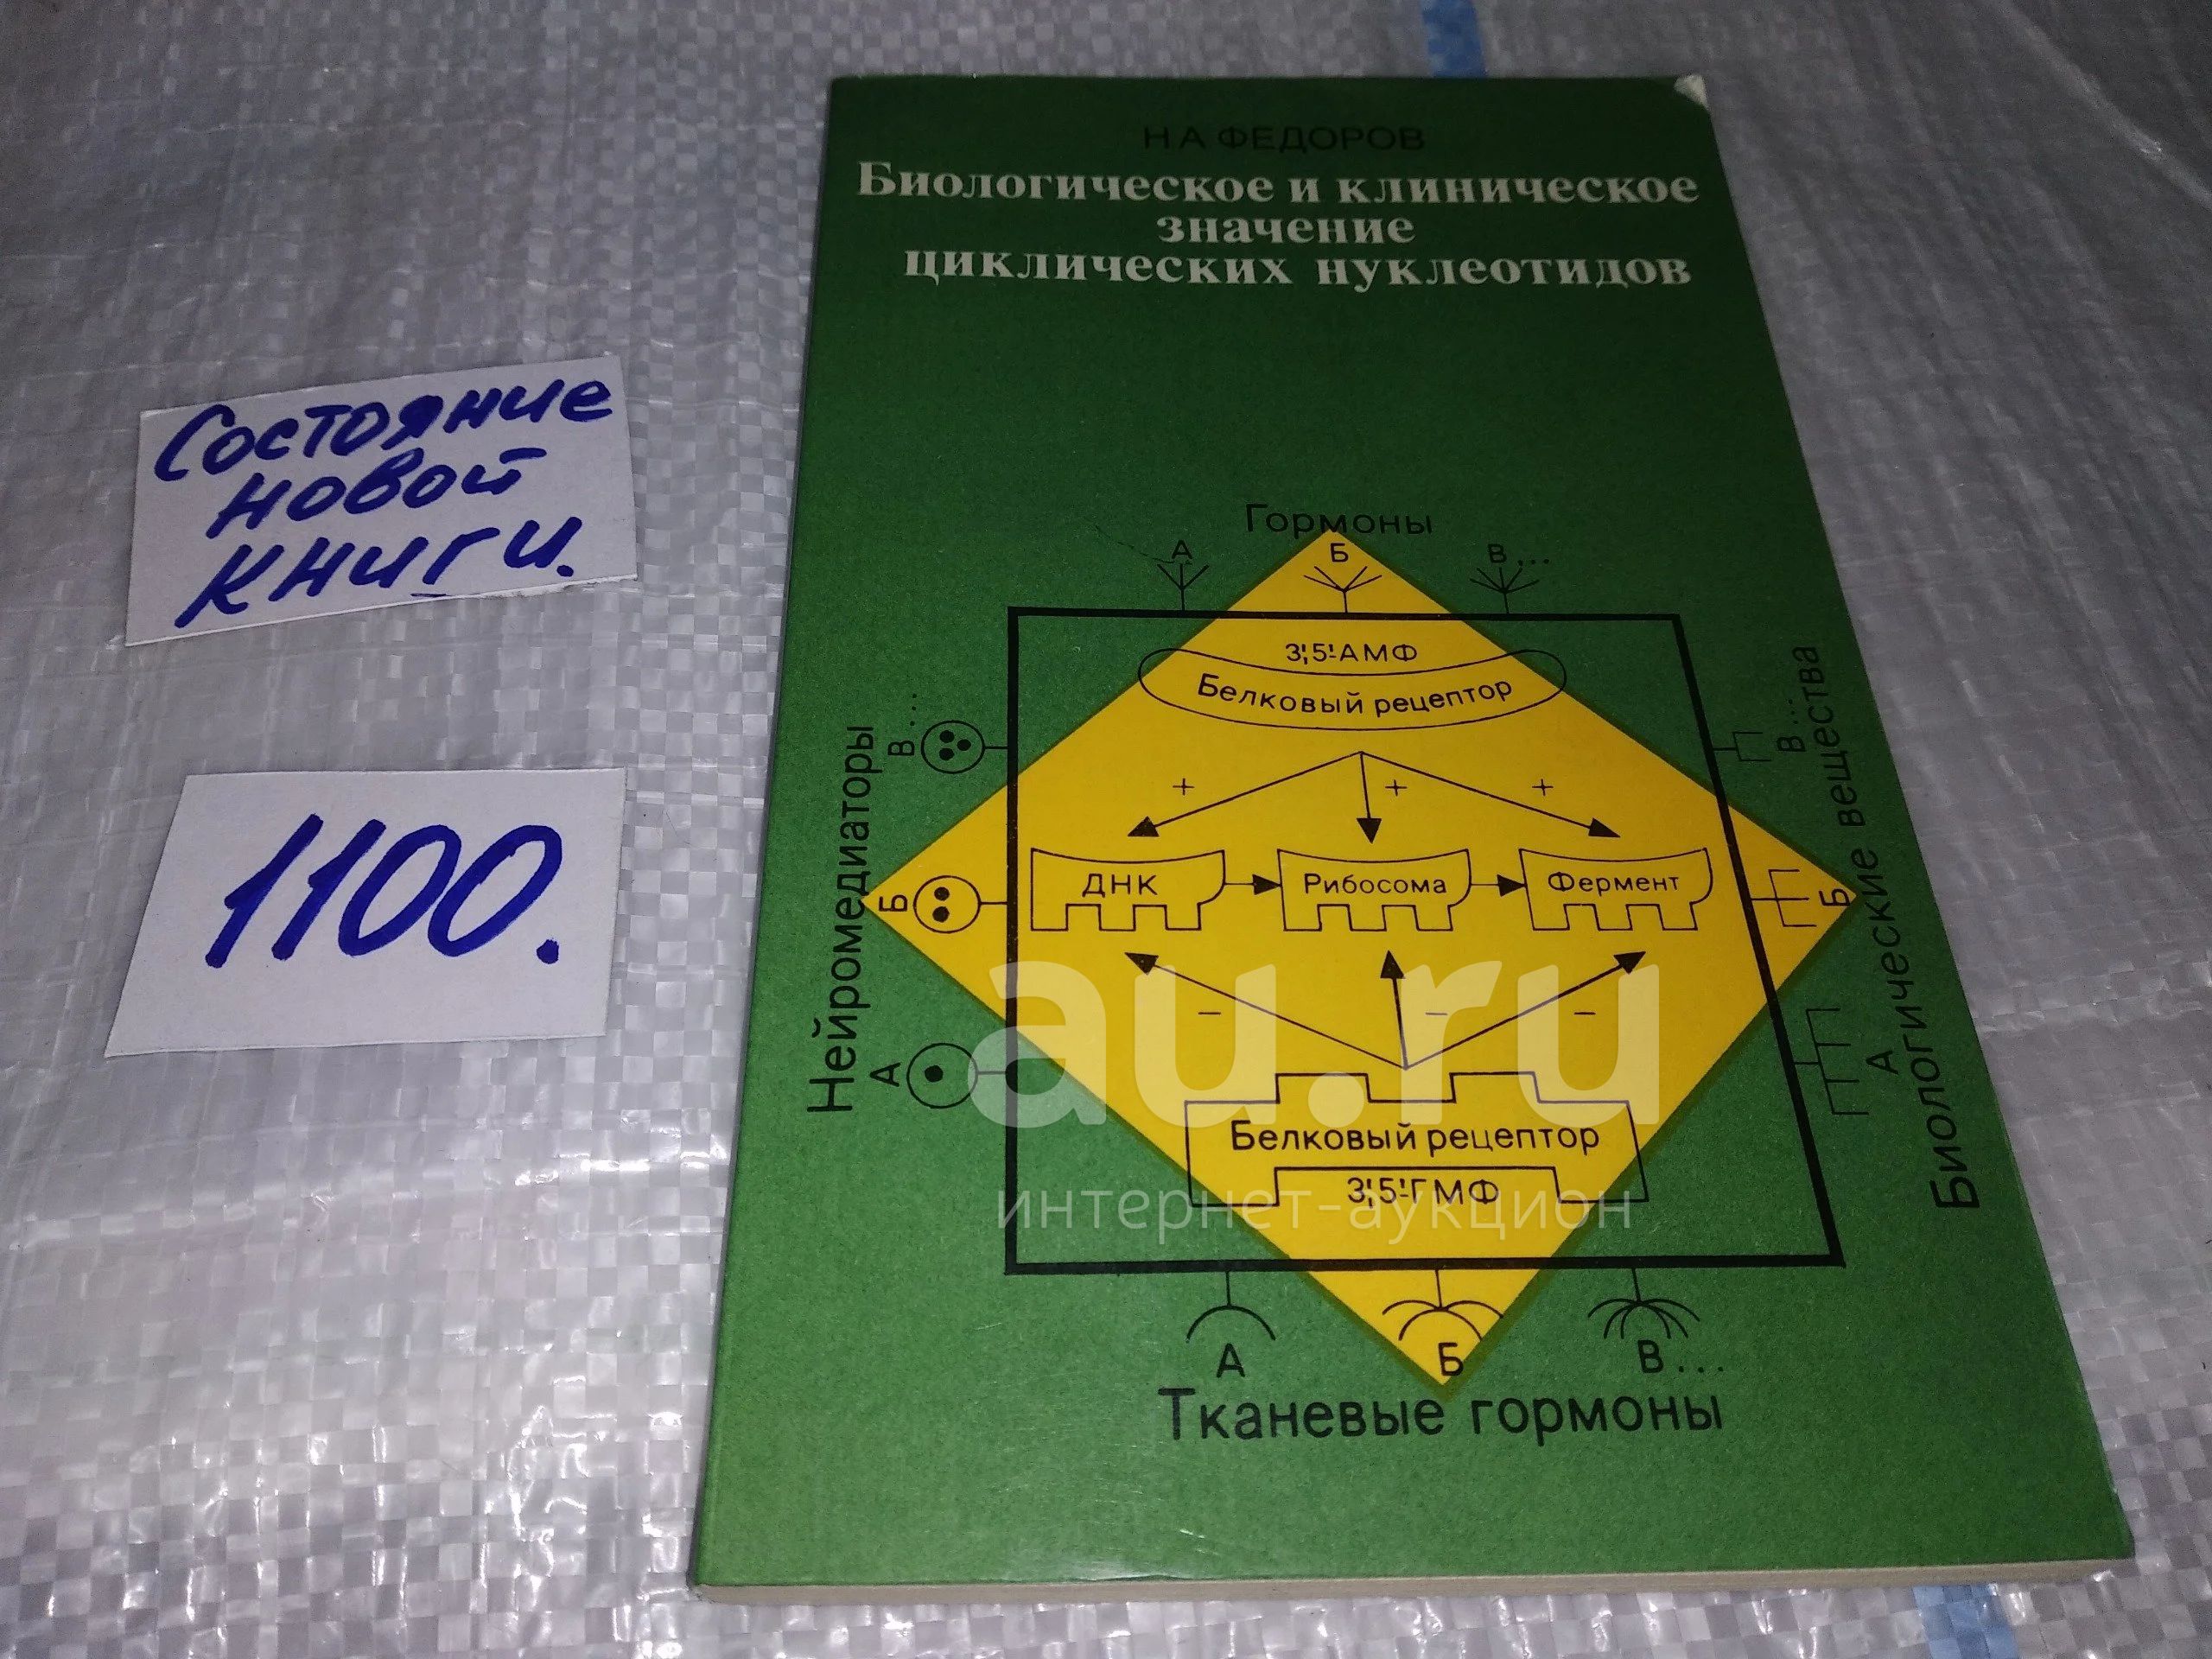 Состояние
новой
книги.
1100.
Н А ФЕДОРОВ
Биологическое и клиническое
значение
циклических нуклеотидов
Гормоны
А Б В...
3',5'-АМФ
Белковый рецептор
+ + +
ДНК Рибосома Фермент
− − −
Белковый рецептор
3',5'-ГМФ
Нейромедиаторы
А Б В...
Биологические вещества
А Б В...
А Б В...
Тканевые гормоны
au.ru
интернет-аукцион